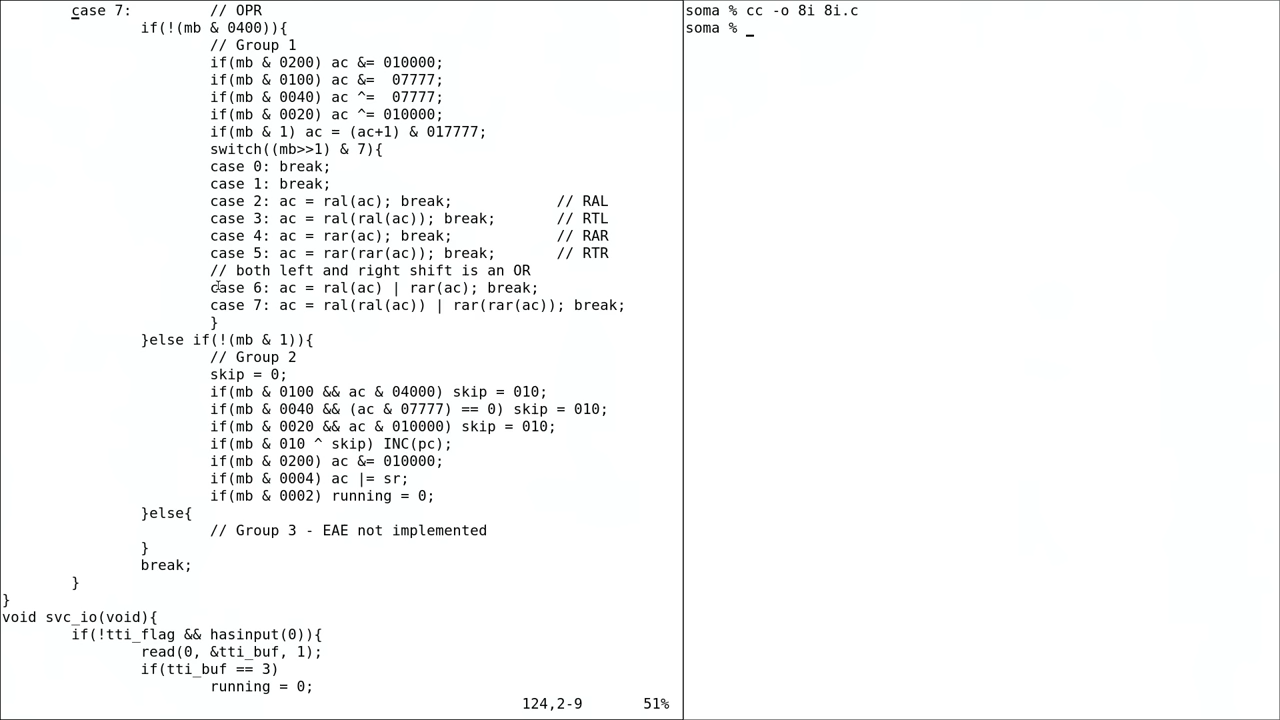 case 7:         // OPR
if(!(mb & 0400)){
// Group 1
if(mb & 0200) ac &= 010000;
if(mb & 0100) ac &=  07777;
if(mb & 0040) ac ^=  07777;
if(mb & 0020) ac ^= 010000;
if(mb & 1) ac = (ac+1) & 017777;
switch((mb>>1) & 7){
case 0: break;
case 1: break;
case 2: ac = ral(ac); break;            // RAL
case 3: ac = ral(ral(ac)); break;       // RTL
case 4: ac = rar(ac); break;            // RAR
case 5: ac = rar(rar(ac)); break;       // RTR
// both left and right shift is an OR
case 6: ac = ral(ac) | rar(ac); break;
case 7: ac = ral(ral(ac)) | rar(rar(ac)); break;
}
}else if(!(mb & 1)){
// Group 2
skip = 0;
if(mb & 0100 && ac & 04000) skip = 010;
if(mb & 0040 && (ac & 07777) == 0) skip = 010;
if(mb & 0020 && ac & 010000) skip = 010;
if(mb & 010 ^ skip) INC(pc);
if(mb & 0200) ac &= 010000;
if(mb & 0004) ac |= sr;
if(mb & 0002) running = 0;
}else{
// Group 3 - EAE not implemented
}
break;
}
}
void svc_io(void){
if(!tti_flag && hasinput(0)){
read(0, &tti_buf, 1);
if(tti_buf == 3)
running = 0;
124,2-9       51%
soma % cc -o 8i 8i.c
soma %